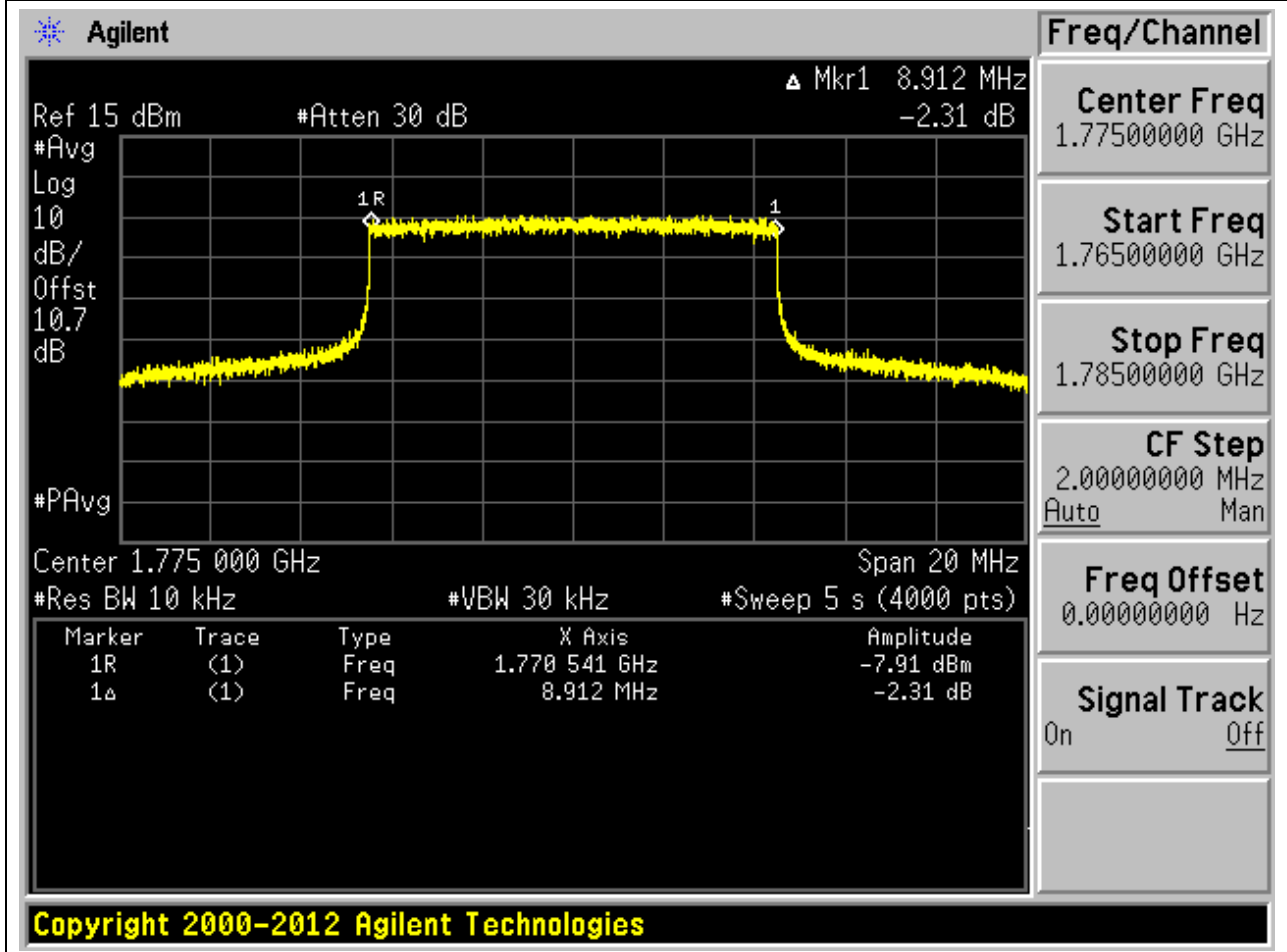 Agilent
Freq/Channel
Δ Mkr1 8.912 MHz
Ref 15 dBm #Atten 30 dB -2.31 dB
#Avg
Log
10
dB/
Offst
10.7
dB
1R
1
#PAvg
Center 1.775 000 GHz Span 20 MHz
#Res BW 10 kHz #VBW 30 kHz #Sweep 5 s (4000 pts)
Marker Trace Type X Axis Amplitude
1R (1) Freq 1.770 541 GHz -7.91 dBm
1Δ (1) Freq 8.912 MHz -2.31 dB
Center Freq
1.77500000 GHz
Start Freq
1.76500000 GHz
Stop Freq
1.78500000 GHz
CF Step
2.00000000 MHz
Auto Man
Freq Offset
0.00000000 Hz
Signal Track
On Off
Copyright 2000-2012 Agilent Technologies